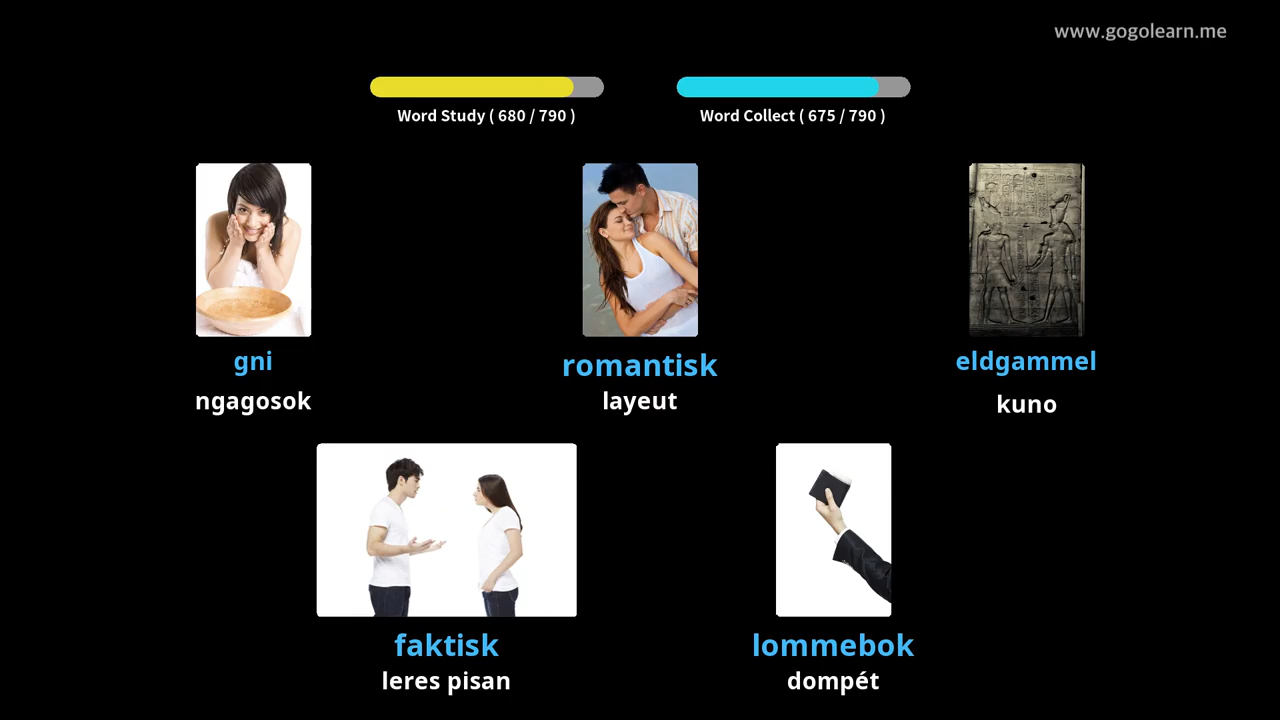 www.gogolearn.me
Word Study ( 680 / 790 )
Word Collect ( 675 / 790 )
gni
ngagosok
romantisk
layeut
eldgammel
kuno
faktisk
leres pisan
lommebok
dompét